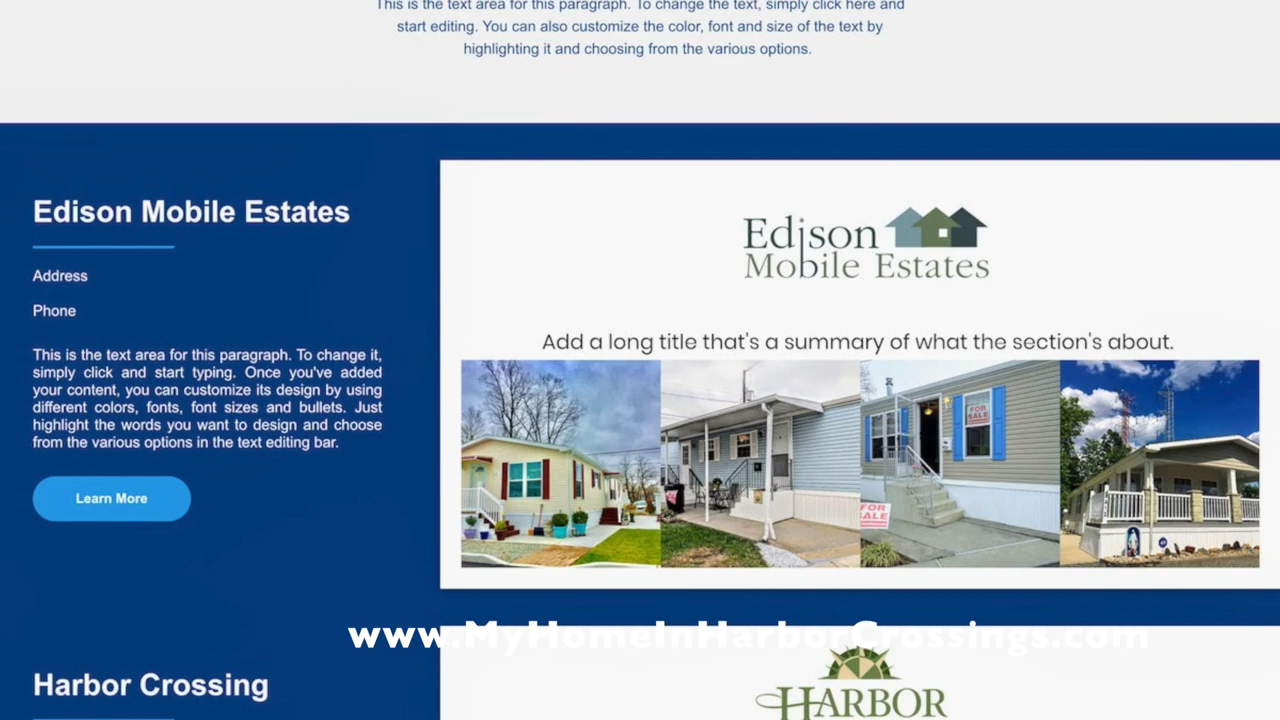 This is the text area for this paragraph. To change the text, simply click here and
start editing. You can also customize the color, font and size of the text by
highlighting it and choosing from the various options.
Edison Mobile Estates
Address
Phone
This is the text area for this paragraph. To change it,
simply click and start typing. Once you've added
your content, you can customize its design by using
different colors, fonts, font sizes and bullets. Just
highlight the words you want to design and choose
from the various options in the text editing bar.
Learn More
Edison
Mobile Estates
Add a long title that's a summary of what the section's about.
FOR
SALE
FOR
SALE
www.MyHomeInHarborCrossings.com
Harbor Crossing
HARBOR